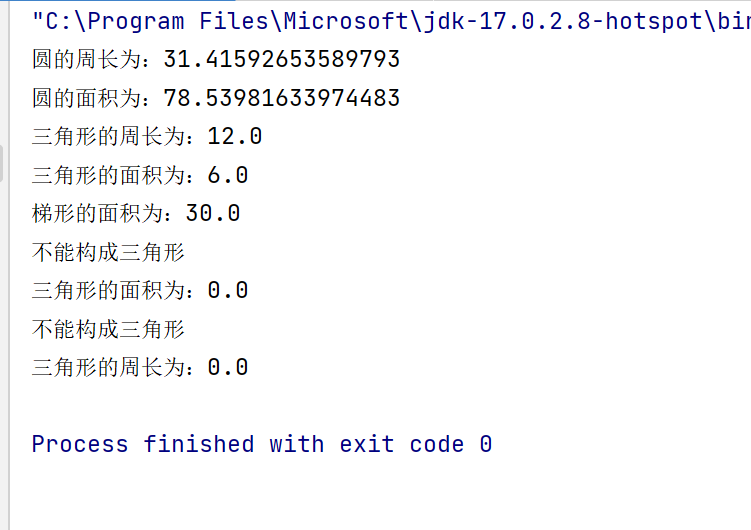 "C:\Program Files\Microsoft\jdk-17.0.2.8-hotspot\bin
圆的周长为：31.41592653589793
圆的面积为：78.53981633974483
三角形的周长为：12.0
三角形的面积为：6.0
梯形的面积为：30.0
不能构成三角形
三角形的面积为：0.0
不能构成三角形
三角形的周长为：0.0
Process finished with exit code 0